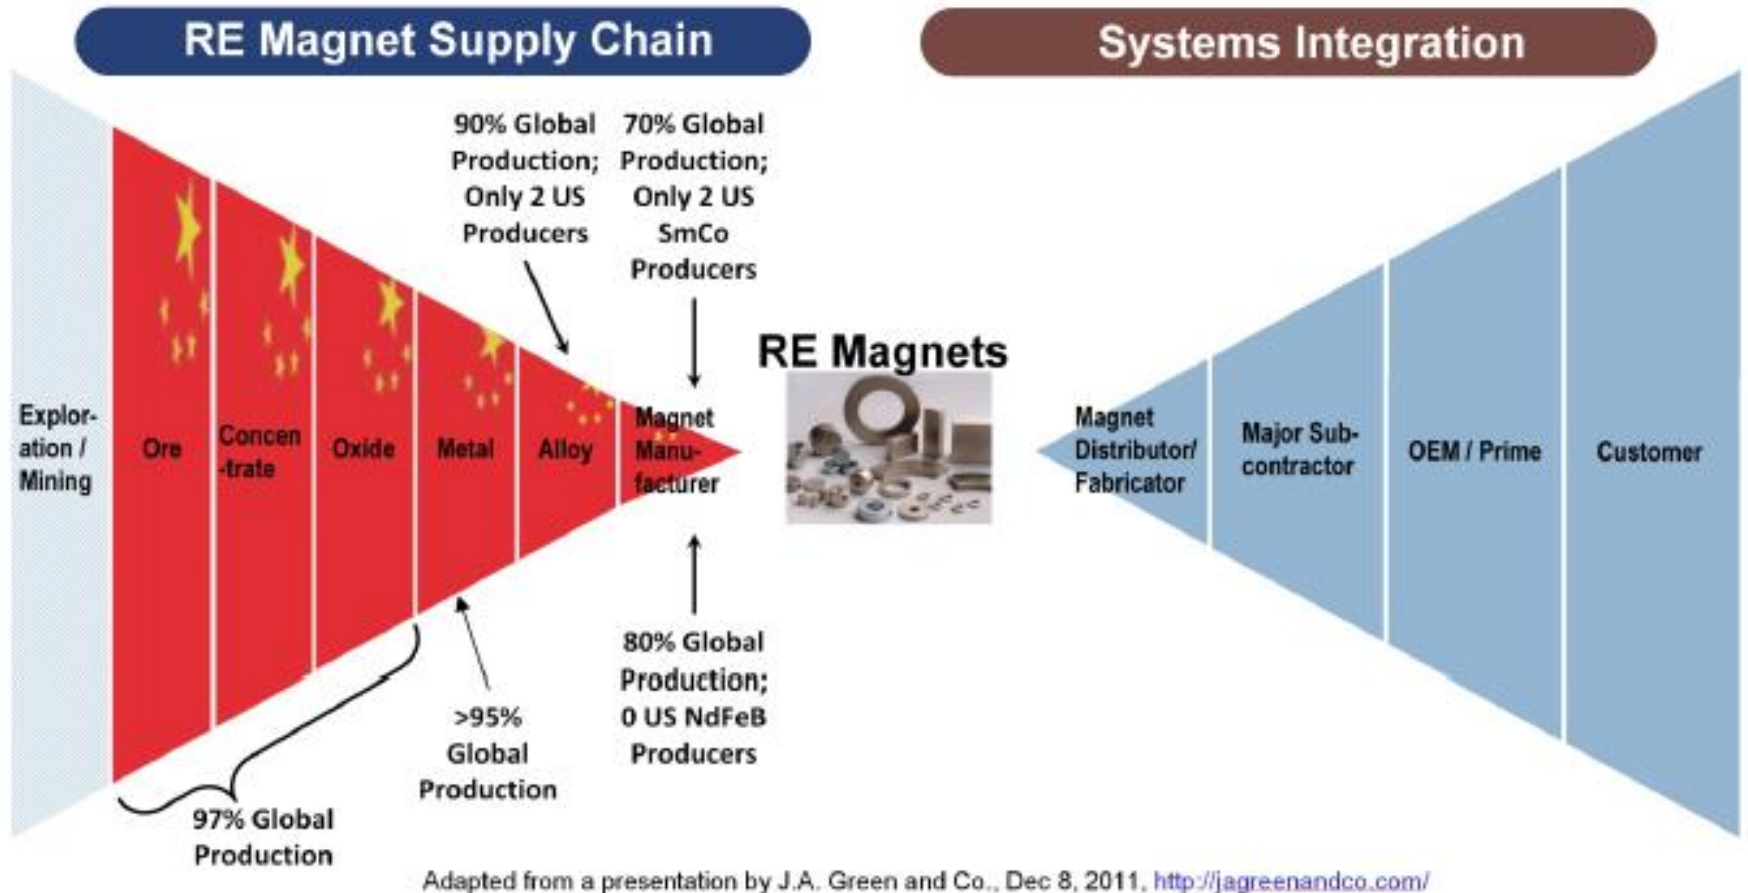 RE Magnet Supply Chain
Systems Integration
90% Global
Production;
Only 2 US
Producers
70% Global
Production;
Only 2 US
SmCo
Producers
RE Magnets
Explor-
ation /
Mining
Ore
Concen
-trate
Oxide
Metal
Alloy
Magnet
Manu-
facturer
Magnet
Distributor/
Fabricator
Major Sub-
contractor
OEM / Prime
Customer
97% Global
Production
>95%
Global
Production
80% Global
Production;
0 US NdFeB
Producers
Adapted from a presentation by J.A. Green and Co., Dec 8, 2011, http://jagreenandco.com/